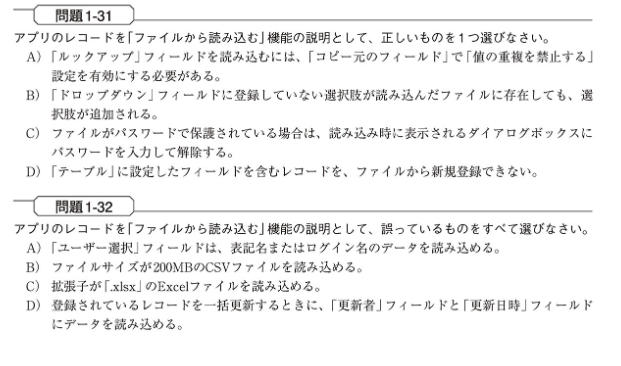 問題1-31
アプリのレコードを「ファイルから読み込む」機能の説明として、正しいものを1つ選びなさい。
A）「ルックアップ」フィールドを読み込むには、「コピー元のフィールド」で「値の重複を禁止する」
設定を有効にする必要がある。
B）「ドロップダウン」フィールドに登録していない選択肢が読み込んだファイルに存在しても、選
択肢が追加される。
C） ファイルがパスワードで保護されている場合は、読み込み時に表示されるダイアログボックスに
パスワードを入力して解除する。
D）「テーブル」に設定したフィールドを含むレコードを、ファイルから新規登録できない。
問題1-32
アプリのレコードを「ファイルから読み込む」機能の説明として、誤っているものをすべて選びなさい。
A）「ユーザー選択」フィールドは、表記名またはログイン名のデータを読み込める。
B） ファイルサイズが200MBのCSVファイルを読み込める。
C） 拡張子が「.xlsx」のExcelファイルを読み込める。
D） 登録されているレコードを一括更新するときに、「更新者」フィールドと「更新日時」フィールド
にデータを読み込める。